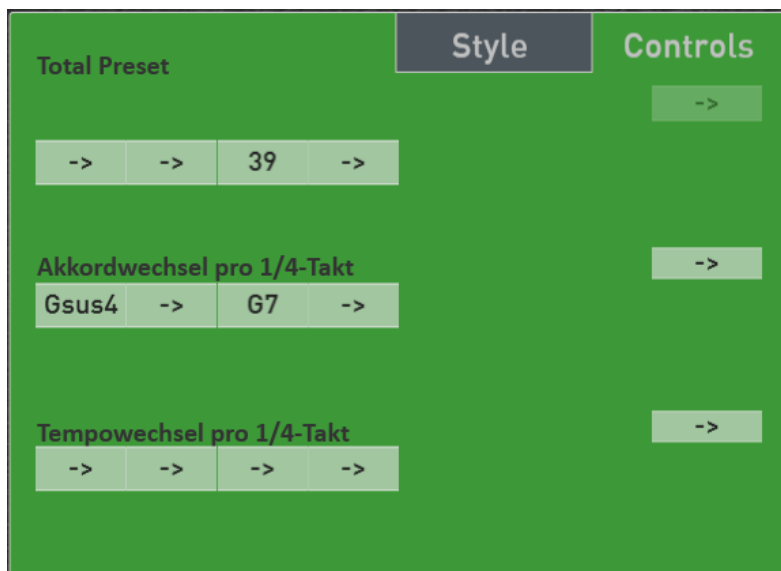 Style Controls
Total Preset
->
-> -> 39 ->
Akkordwechsel pro 1/4-Takt
->
Gsus4 -> G7 ->
Tempowechsel pro 1/4-Takt
->
-> -> -> ->